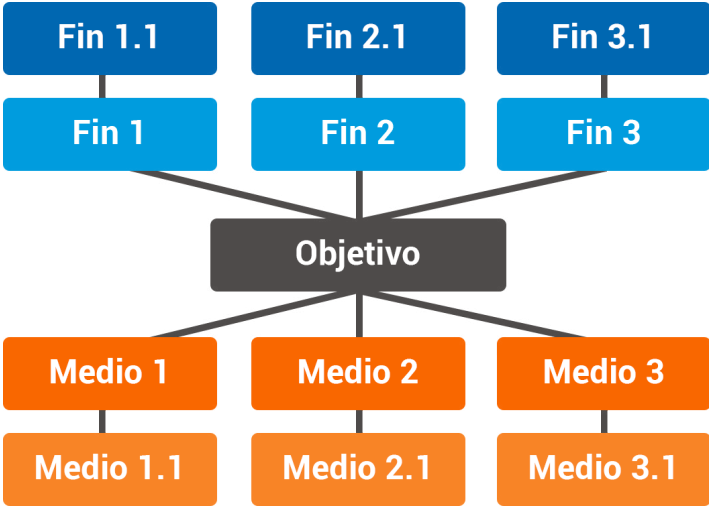 Fin 1.1
Fin 2.1
Fin 3.1
Fin 1
Fin 2
Fin 3
Objetivo
Medio 1
Medio 2
Medio 3
Medio 1.1
Medio 2.1
Medio 3.1